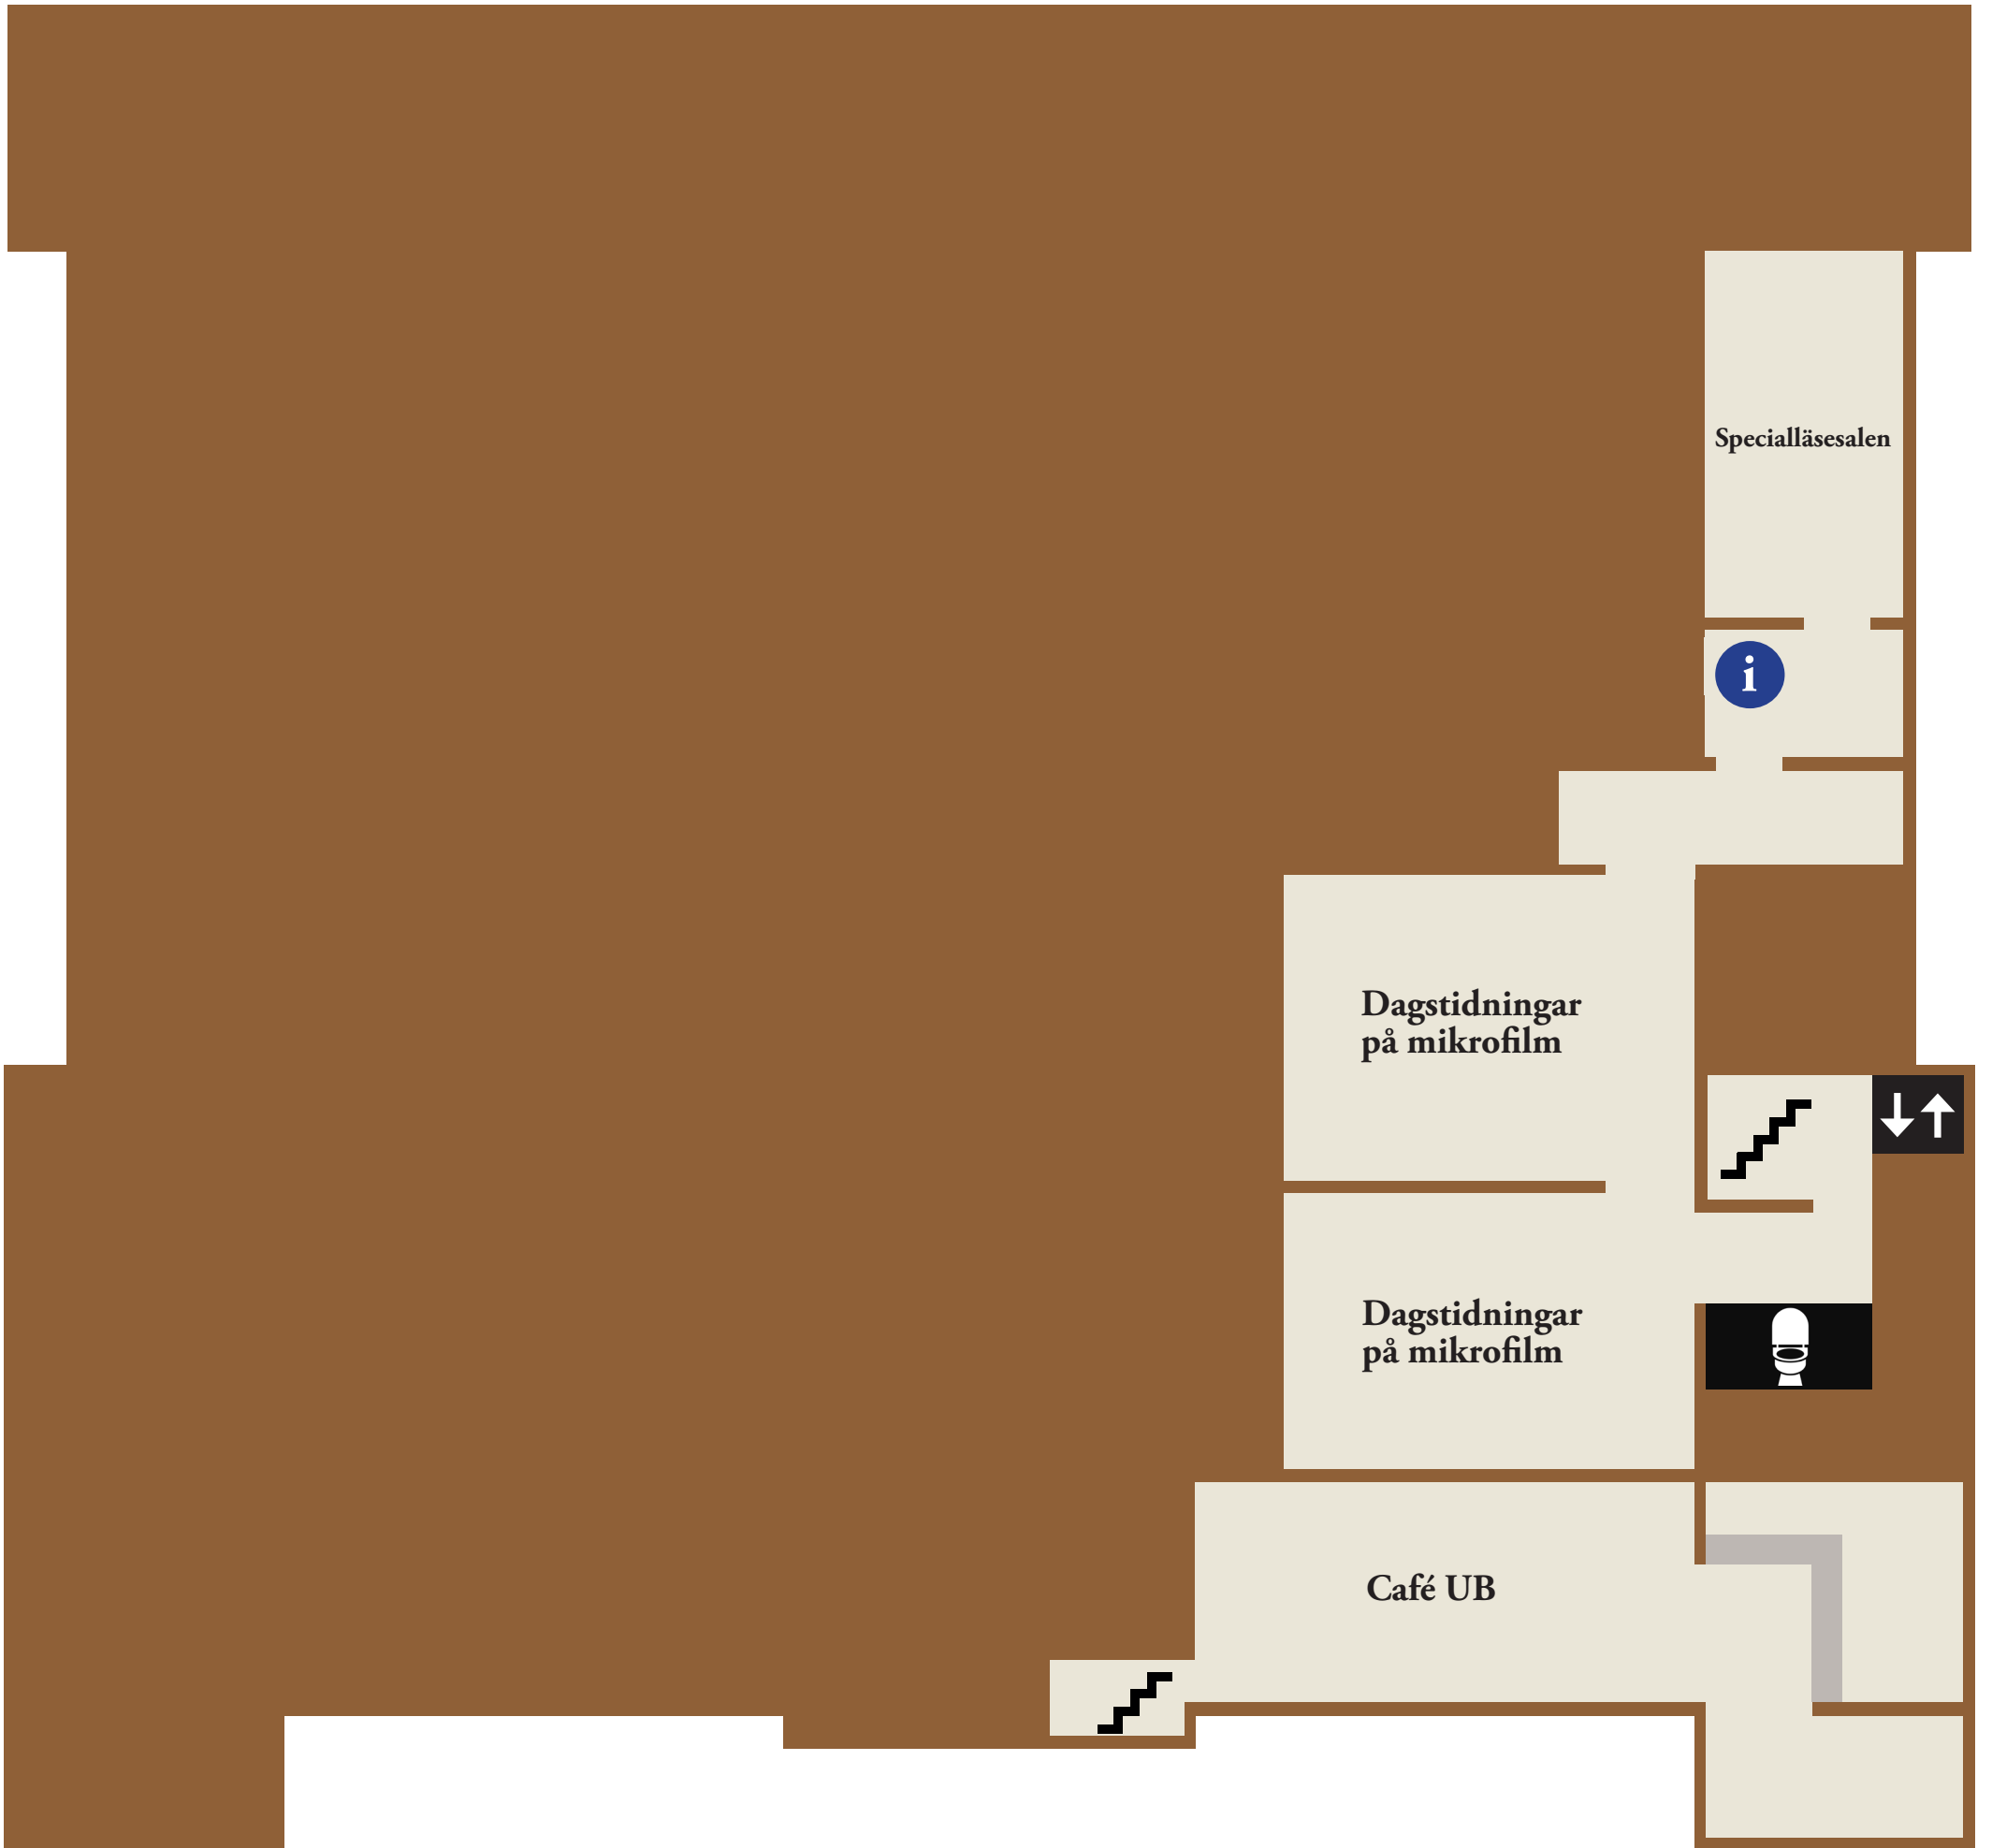 Specialläsesalen
i
Dagstidningar
på mikrofilm
Dagstidningar
på mikrofilm
Café UB